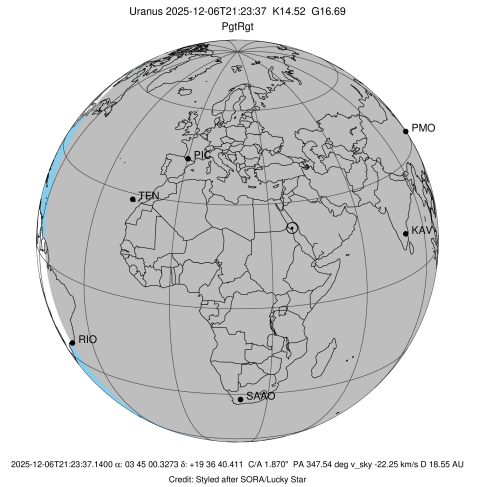 Uranus 2025-12-06T21:23:37 K14.52 G16.69
PgtRgt
PMO
PIC
TEN
KAV
RIO
SAAO
2025-12-06T21:23:37.1400 α: 03 45 00.3273 δ: +19 36 40.411 C/A 1.870" PA 347.54 deg v_sky -22.25 km/s D 18.55 AU
Credit: Styled after SORA/Lucky Star